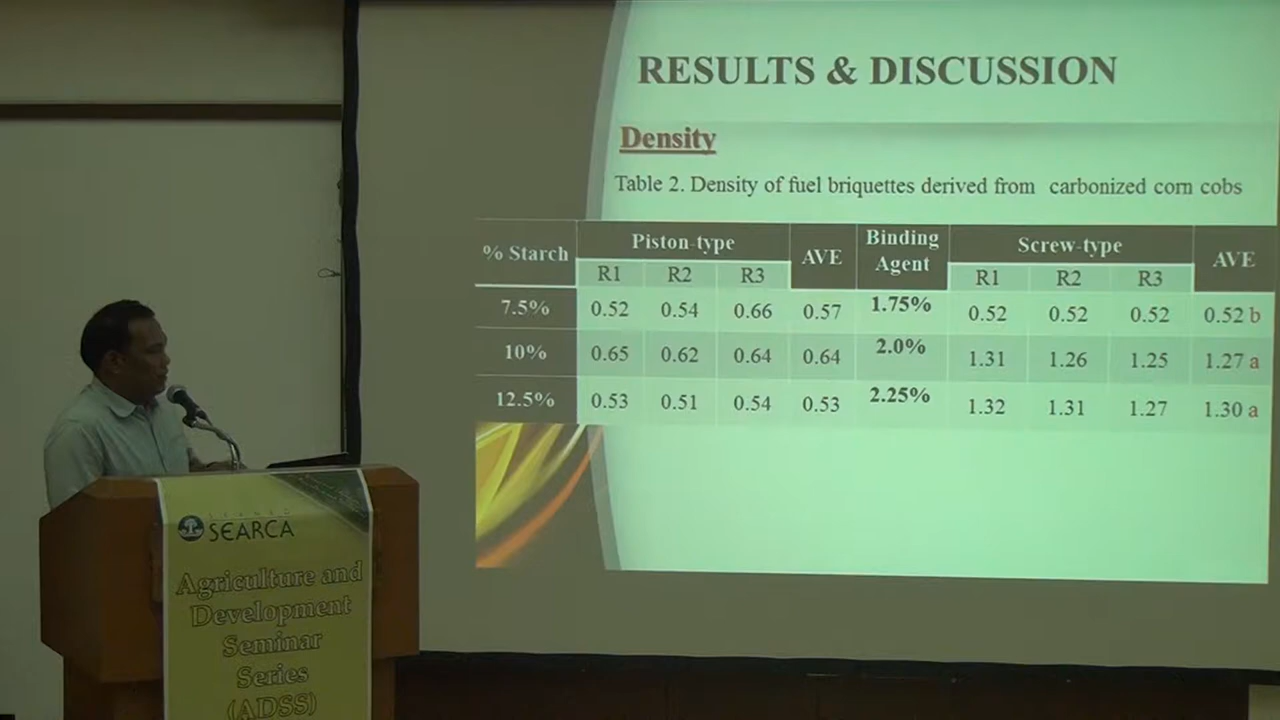 RESULTS & DISCUSSION
Density
Table 2. Density of fuel briquettes derived from carbonized corn cobs
% Starch Piston-type AVE Binding Agent Screw-type AVE
R1 R2 R3 R1 R2 R3
7.5% 0.52 0.54 0.66 0.57 1.75% 0.52 0.52 0.52 0.52 b
10% 0.65 0.62 0.64 0.64 2.0% 1.31 1.26 1.25 1.27 a
12.5% 0.53 0.51 0.54 0.53 2.25% 1.32 1.31 1.27 1.30 a
SEARCA
Agriculture and
Development
Seminar
Series
(ADSS)